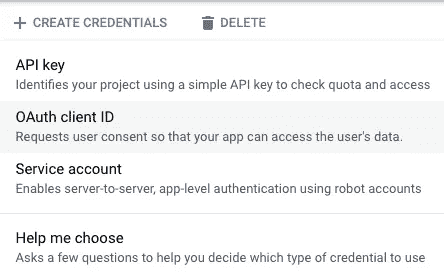 + CREATE CREDENTIALS DELETE
API key
Identifies your project using a simple API key to check quota and access
OAuth client ID
Requests user consent so that your app can access the user's data.
Service account
Enables server-to-server, app-level authentication using robot accounts
Help me choose
Asks a few questions to help you decide which type of credential to use